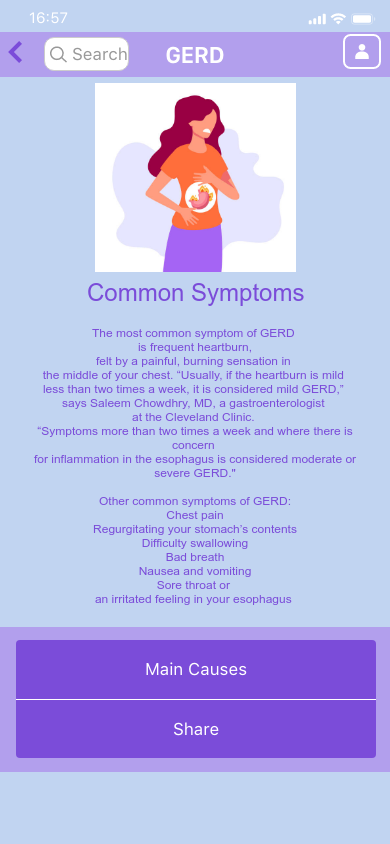 16:57
Search
GERD
Common Symptoms
The most common symptom of GERD
is frequent heartburn,
felt by a painful, burning sensation in
the middle of your chest. “Usually, if the heartburn is mild
less than two times a week, it is considered mild GERD,”
says Saleem Chowdhry, MD, a gastroenterologist
at the Cleveland Clinic.
“Symptoms more than two times a week and where there is
concern
for inflammation in the esophagus is considered moderate or
severe GERD."
Other common symptoms of GERD:
Chest pain
Regurgitating your stomach’s contents
Difficulty swallowing
Bad breath
Nausea and vomiting
Sore throat or
an irritated feeling in your esophagus
Main Causes
Share